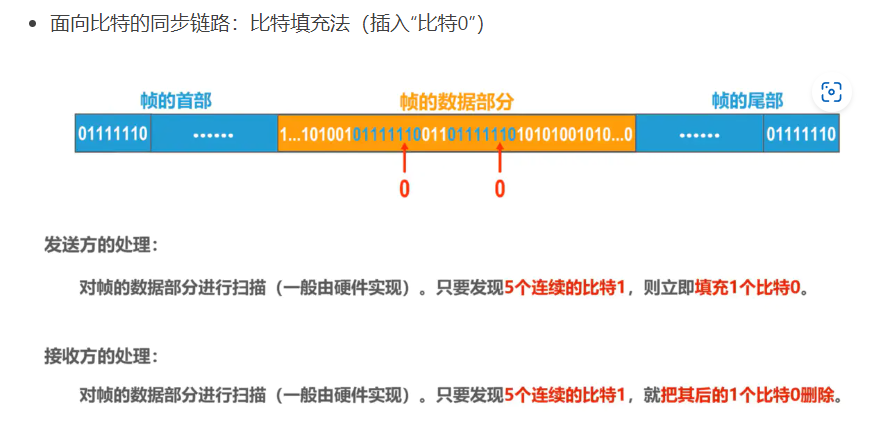 面向比特的同步链路：比特填充法（插入“比特0”）
帧的首部 帧的数据部分 帧的尾部
01111110 …… 1...1010010111111001101111111010101001010...0 …… 01111110
0 0
发送方的处理：
对帧的数据部分进行扫描（一般由硬件实现）。只要发现5个连续的比特1，则立即填充1个比特0。
接收方的处理：
对帧的数据部分进行扫描（一般由硬件实现）。只要发现5个连续的比特1，就把其后的1个比特0删除。